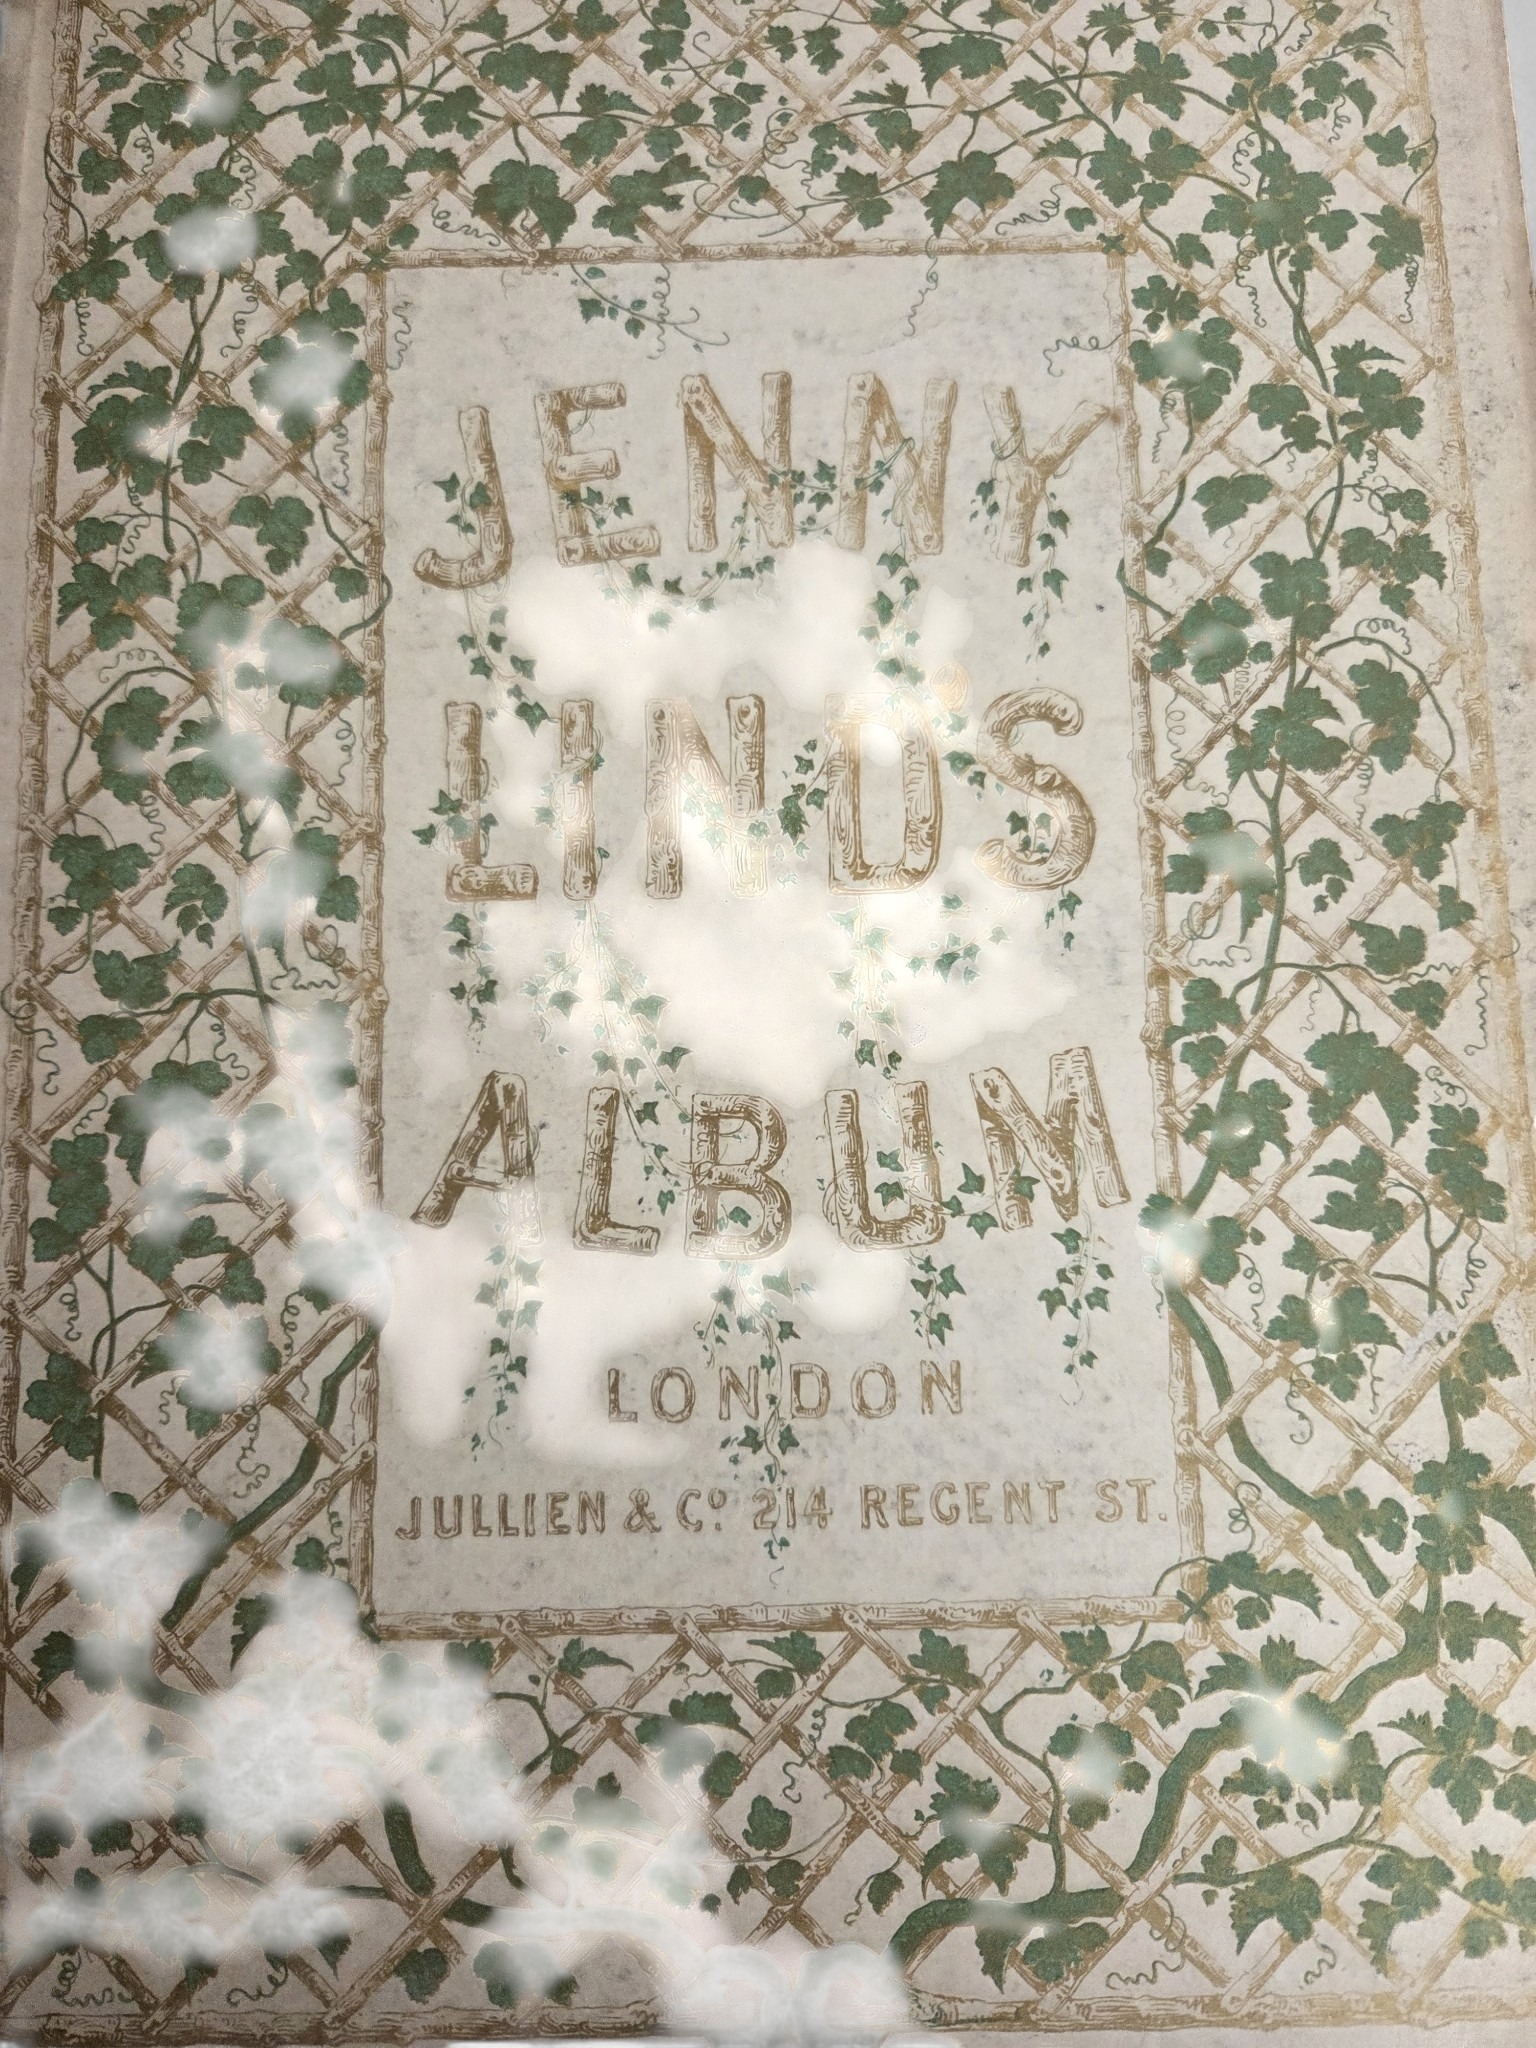 JENNY
LIND'S
ALBUM
LONDON
JULLIEN & Co. 214 REGENT ST.